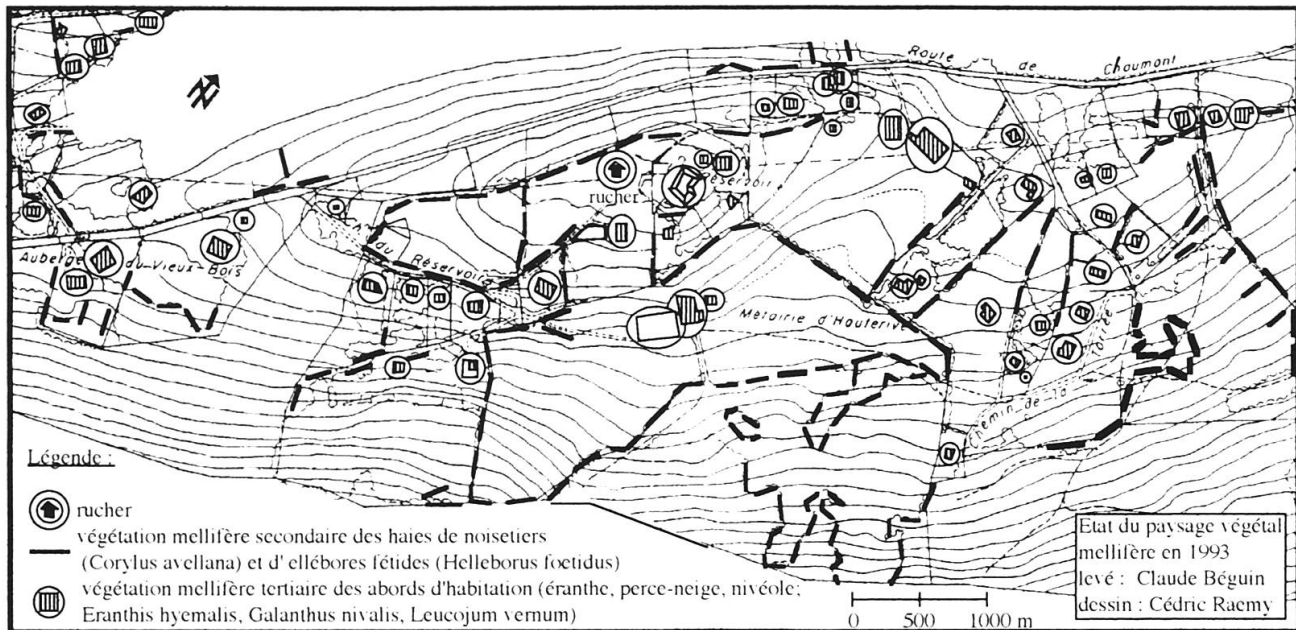 Route de Chaumont
rucher
Réservoir
Auberge du-Vieux-Bois
Ch. du Réservoir
Métairie d'Hauterive
Chemin de la Tornée
Légende :
rucher
végétation mellifère secondaire des haies de noisetiers
(Corylus avellana) et d' ellébores fétides (Helleborus foetidus)
végétation mellifère tertiaire des abords d'habitation (éranthe, perce-neige, nivéole;
Eranthis hyemalis, Galanthus nivalis, Leucojum vernum)
0 500 1000 m
Etat du paysage végétal
mellifère en 1993
levé : Claude Béguin
dessin : Cédric Raemy